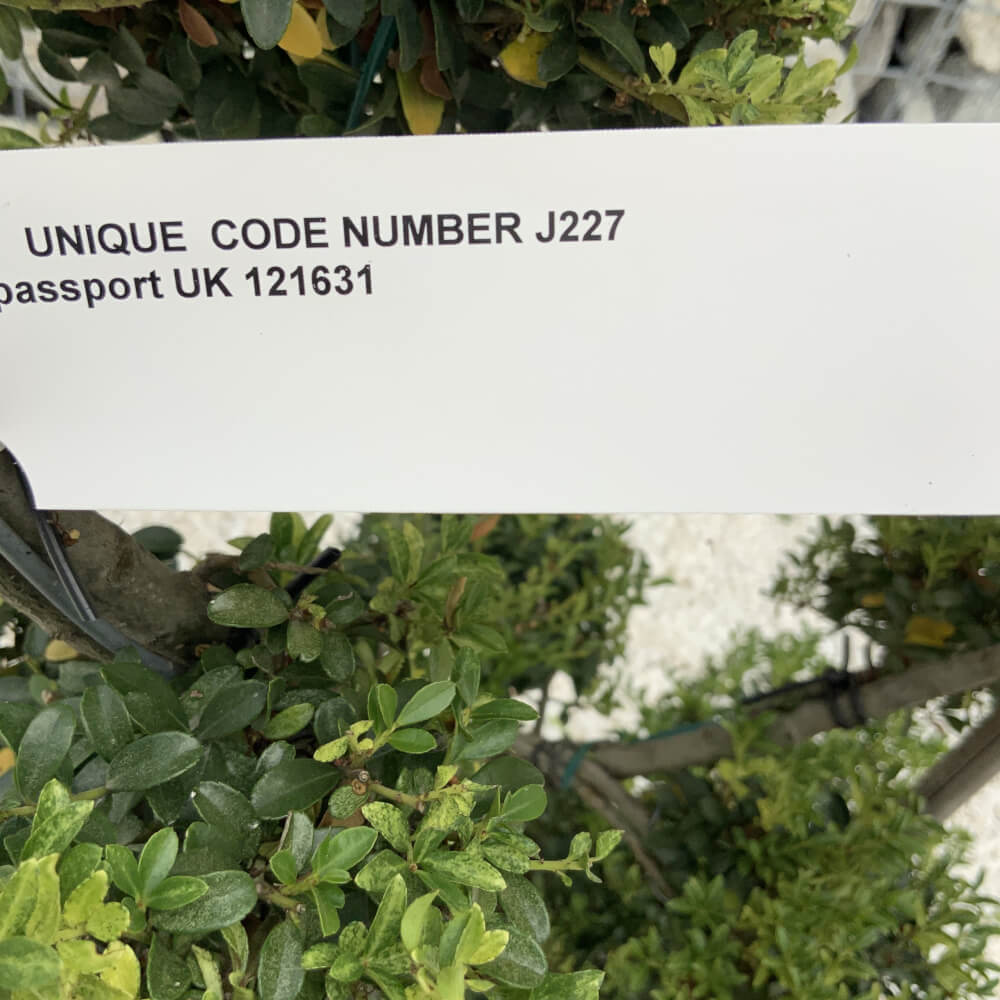 UNIQUE CODE NUMBER J227
passport UK 121631